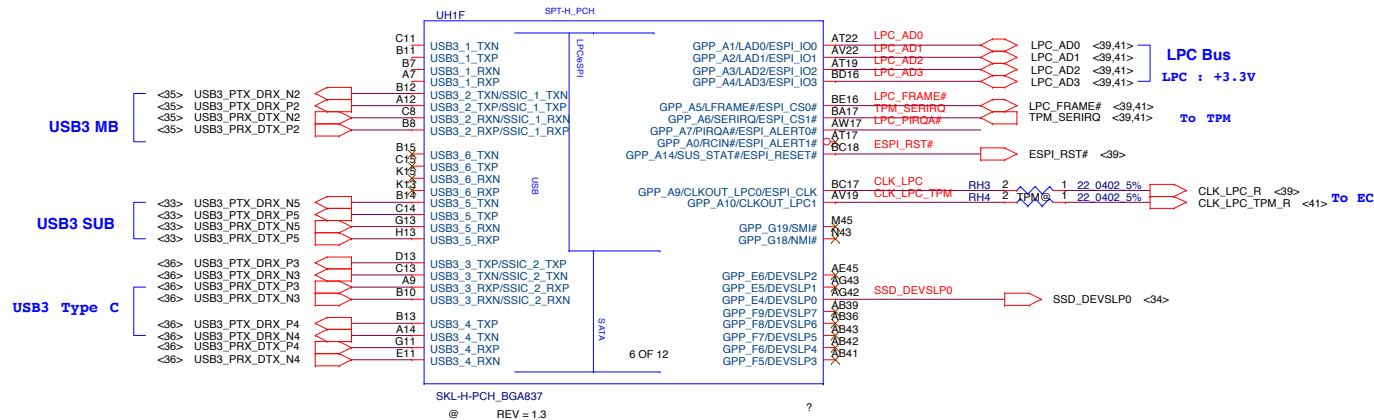 UH1F
SPT-H_PCH
C11 USB3_1_TXN
B11 USB3_1_TXP
B7 USB3_1_RXN
A7 USB3_1_RXP
USB3 MB
<35> USB3_PTX_DRX_N2 B12 USB3_2_TXN/SSIC_1_TXN
<35> USB3_PTX_DRX_P2 A12 USB3_2_TXP/SSIC_1_TXP
<35> USB3_PRX_DTX_N2 C8 USB3_2_RXN/SSIC_1_RXN
<35> USB3_PRX_DTX_P2 B8 USB3_2_RXP/SSIC_1_RXP
B15 USB3_6_TXN
C15 USB3_6_TXP
K15 USB3_6_RXN
K13 USB3_6_RXP
USB3 SUB
<33> USB3_PTX_DRX_N5 B14 USB3_5_TXN
<33> USB3_PTX_DRX_P5 C14 USB3_5_TXP
<33> USB3_PRX_DTX_N5 G13 USB3_5_RXN
<33> USB3_PRX_DTX_P5 H13 USB3_5_RXP
USB3 Type C
<36> USB3_PTX_DRX_P3 D13 USB3_3_TXP/SSIC_2_TXP
<36> USB3_PTX_DRX_N3 C13 USB3_3_TXN/SSIC_2_TXN
<36> USB3_PRX_DTX_P3 A9 USB3_3_RXP/SSIC_2_RXP
<36> USB3_PRX_DTX_N3 B10 USB3_3_RXN/SSIC_2_RXN
<36> USB3_PTX_DRX_P4 B13 USB3_4_TXP
<36> USB3_PTX_DRX_N4 A14 USB3_4_TXN
<36> USB3_PRX_DTX_P4 G11 USB3_4_RXP
<36> USB3_PRX_DTX_N4 E11 USB3_4_RXN
LPC/eSPI
USB
SATA
GPP_A1/LAD0/ESPI_IO0 AT22 LPC_AD0 LPC_AD0 <39,41>
GPP_A2/LAD1/ESPI_IO1 AV22 LPC_AD1 LPC_AD1 <39,41>
GPP_A3/LAD2/ESPI_IO2 AT19 LPC_AD2 LPC_AD2 <39,41>
GPP_A4/LAD3/ESPI_IO3 BD16 LPC_AD3 LPC_AD3 <39,41>
LPC Bus
LPC : +3.3V
GPP_A5/LFRAME#/ESPI_CS0# BE16 LPC_FRAME# LPC_FRAME# <39,41>
GPP_A6/SERIRQ/ESPI_CS1# BA17 TPM_SERIRQ TPM_SERIRQ <39,41>
To TPM
GPP_A7/PIRQA#/ESPI_ALERT0# AW17 LPC_PIRQA#
GPP_A0/RCIN#/ESPI_ALERT1# AT17
GPP_A14/SUS_STAT#/ESPI_RESET# BC18 ESPI_RST# ESPI_RST# <39>
GPP_A9/CLKOUT_LPC0/ESPI_CLK BC17 CLK_LPC RH3 2 1 22_0402_5% CLK_LPC_R <39>
GPP_A10/CLKOUT_LPC1 AV19 CLK_LPC_TPM RH4 2 TPM@ 1 22_0402_5% CLK_LPC_TPM_R <41>
To EC
GPP_G19/SMI# M45
GPP_G18/NMI# N43
GPP_E6/DEVSLP2 AE45
GPP_E5/DEVSLP1 AG43
GPP_E4/DEVSLP0 AG42 SSD_DEVSLP0 SSD_DEVSLP0 <34>
GPP_F9/DEVSLP7 AB39
GPP_F8/DEVSLP6 AB36
GPP_F7/DEVSLP5 AB43
GPP_F6/DEVSLP4 AB42
GPP_F5/DEVSLP3 AB41
6 OF 12
SKL-H-PCH_BGA837
@ REV = 1.3 ?